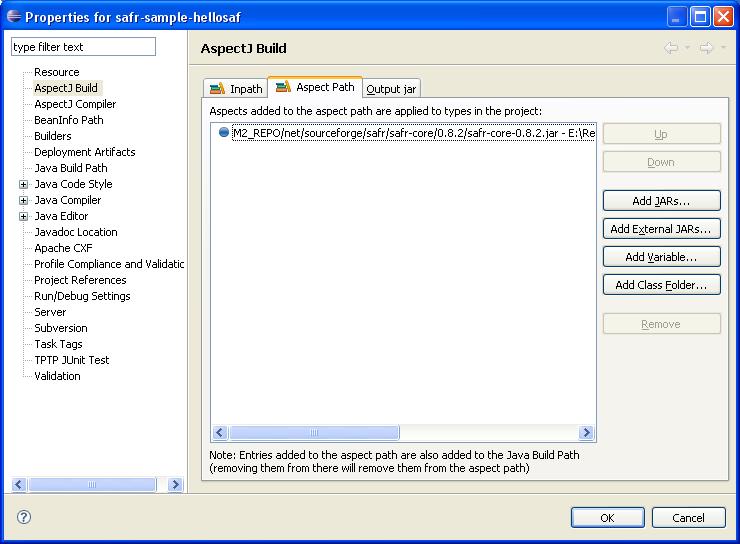 Properties for safr-sample-hellosaf
type filter text
Resource
AspectJ Build
AspectJ Compiler
BeanInfo Path
Builders
Deployment Artifacts
Java Build Path
Java Code Style
Java Compiler
Java Editor
Javadoc Location
Apache CXF
Profile Compliance and Validatic
Project References
Run/Debug Settings
Server
Subversion
Task Tags
TPTP JUnit Test
Validation
AspectJ Build
Inpath
Aspect Path
Output jar
Aspects added to the aspect path are applied to types in the project:
M2_REPO/net/sourceforge/safr/safr-core/0.8.2/safr-core-0.8.2.jar - E:\Re
Up
Down
Add JARs...
Add External JARs...
Add Variable...
Add Class Folder...
Remove
Note: Entries added to the aspect path are also added to the Java Build Path
(removing them from there will remove them from the aspect path)
?
OK
Cancel